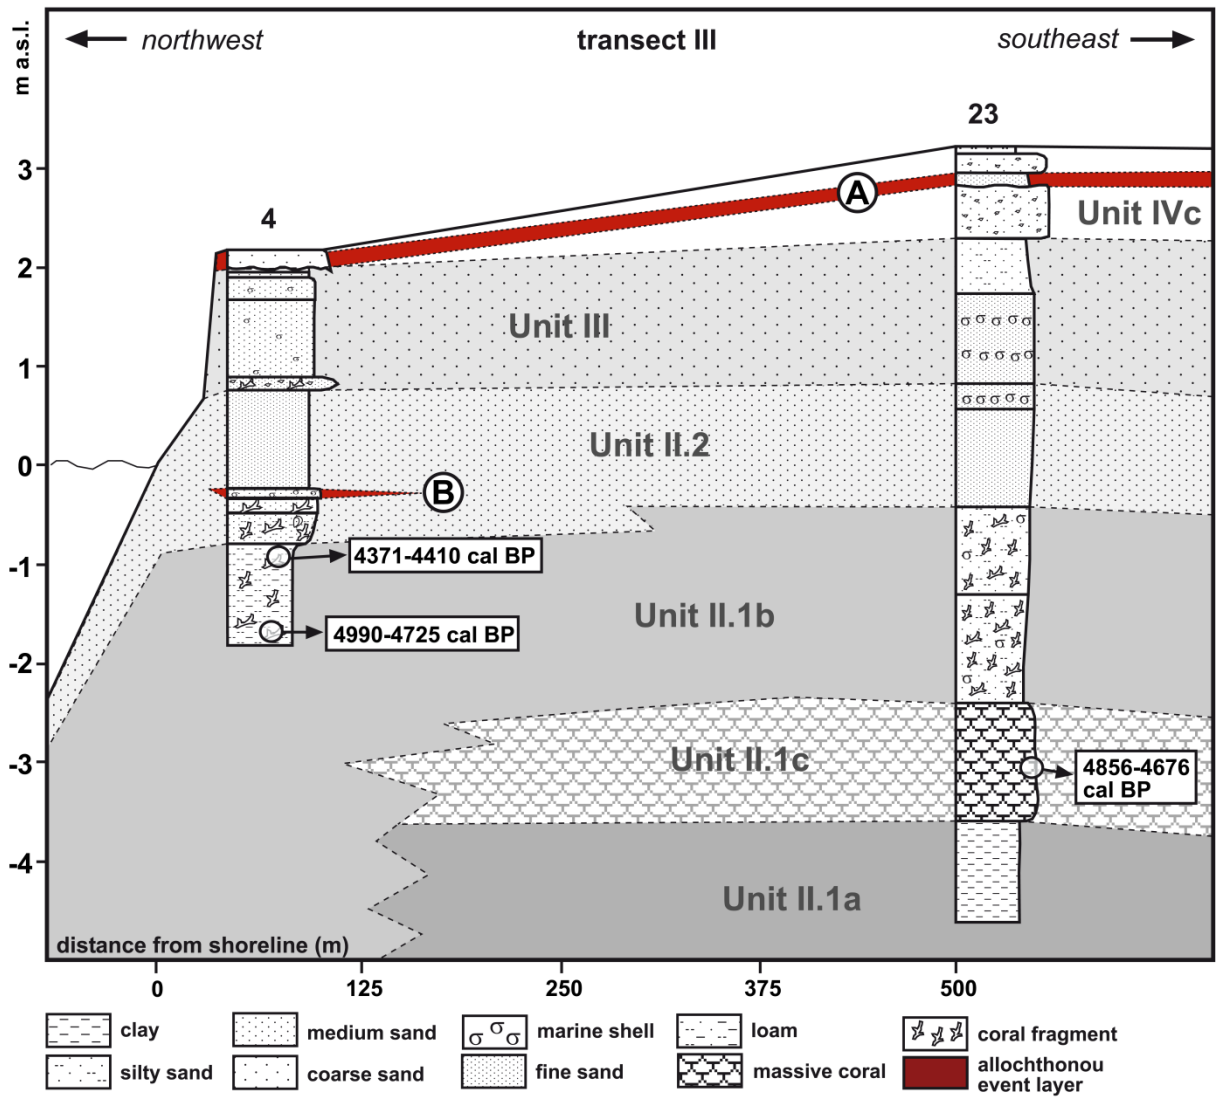 northwest
transect III
southeast
m a.s.l.
23
3
A
Unit IVc
4
2
Unit III
1
Unit II.2
0
B
-1
4371-4410 cal BP
Unit II.1b
4990-4725 cal BP
-2
-3
Unit II.1c
4856-4676
cal BP
-4
Unit II.1a
distance from shoreline (m)
0
125
250
375
500
clay
medium sand
marine shell
loam
coral fragment
silty sand
coarse sand
fine sand
massive coral
allochthonou
event layer